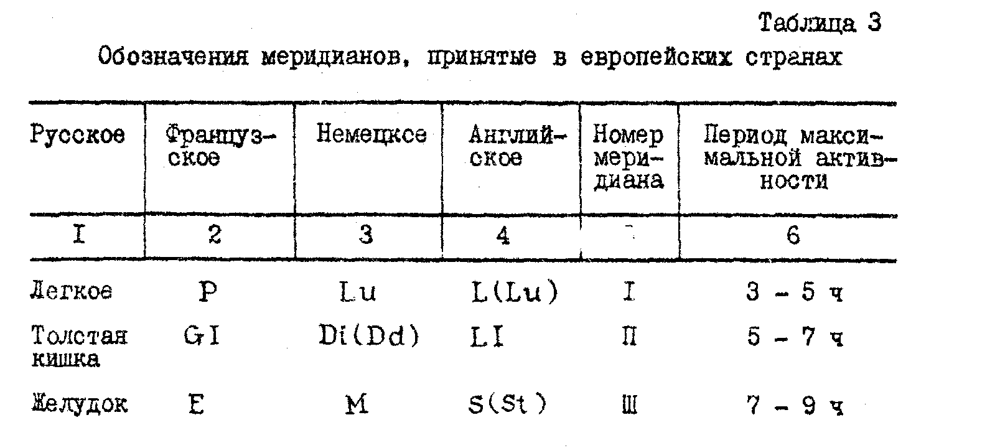 Таблица 3
Обозначения меридианов, принятые в европейских странах
Русское Француз- Немецкое Англий- Номер Период макси-
ское ское мери- мальной актив-
диана ности
I 2 3 4 6
Легкое P Lu L(Lu) I 3 - 5 ч
Толстая GI Di(Dd) LI П 5 - 7 ч
кишка
Желудок E M S(St) Ш 7 - 9 ч